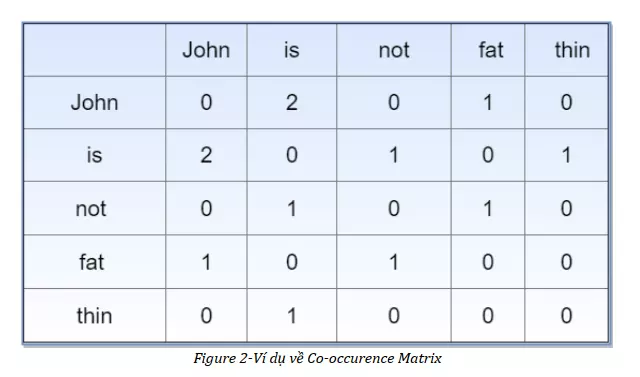 John is not fat thin
John 0 2 0 1 0
is 2 0 1 0 1
not 0 1 0 1 0
fat 1 0 1 0 0
thin 0 1 0 0 0
Figure 2-Ví dụ về Co-occurence Matrix